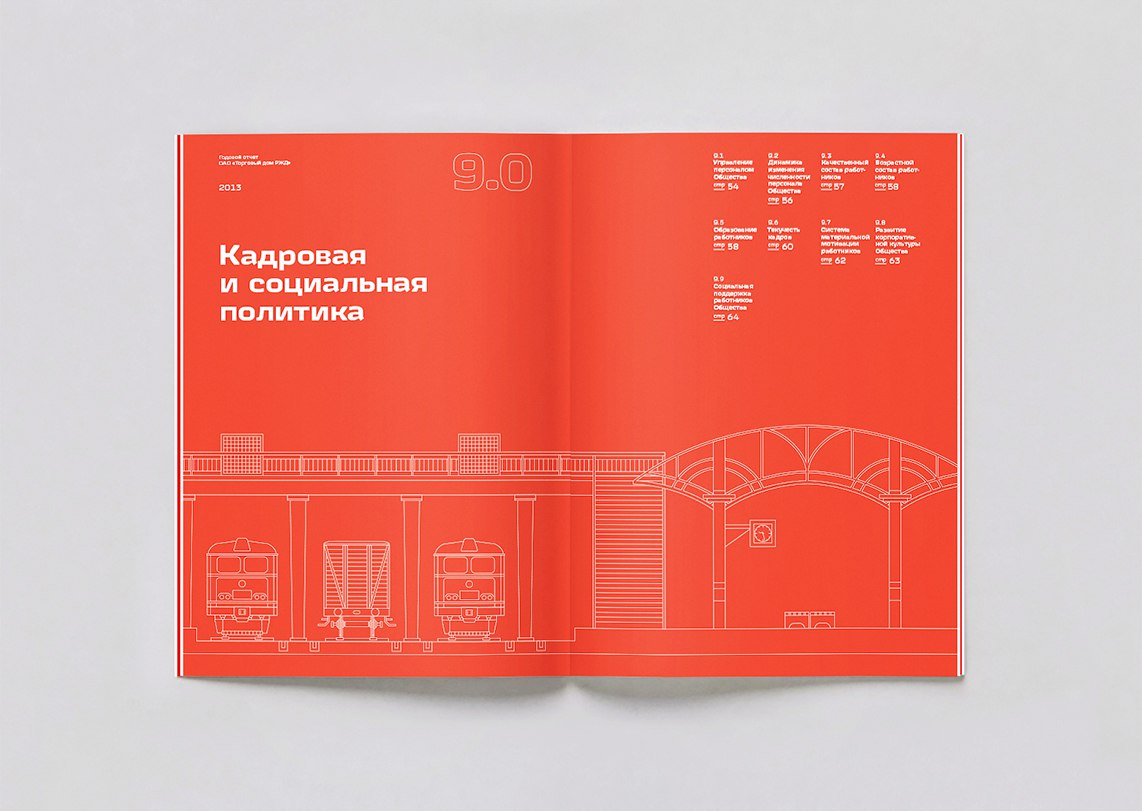 Годовой отчет
ОАО «Торговый дом РЖД»
2013
9.0
Кадровая
и социальная
политика
9.1
Управление
персоналом
Общества
стр 54
9.2
Динамика
изменения
численности
персонала
Общества
стр 56
9.3
Качественный
состав работ-
ников
стр 57
9.4
Возрастной
состав работ-
ников
стр 58
9.5
Образование
работников
стр 58
9.6
Текучесть
кадров
стр 60
9.7
Система
материальной
мотивации
работников
стр 62
9.8
Развитие
корпоратив-
ной культуры
Общества
стр 63
9.9
Социальная
поддержка
работников
Общества
стр 64